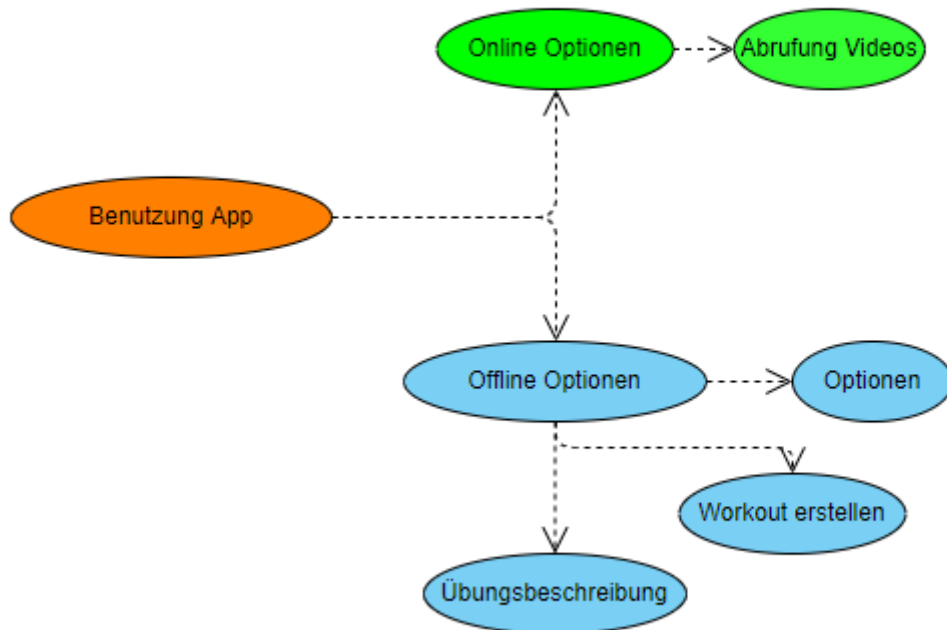 Online Optionen
Abrufung Videos
Benutzung App
Offline Optionen
Optionen
Workout erstellen
Übungsbeschreibung